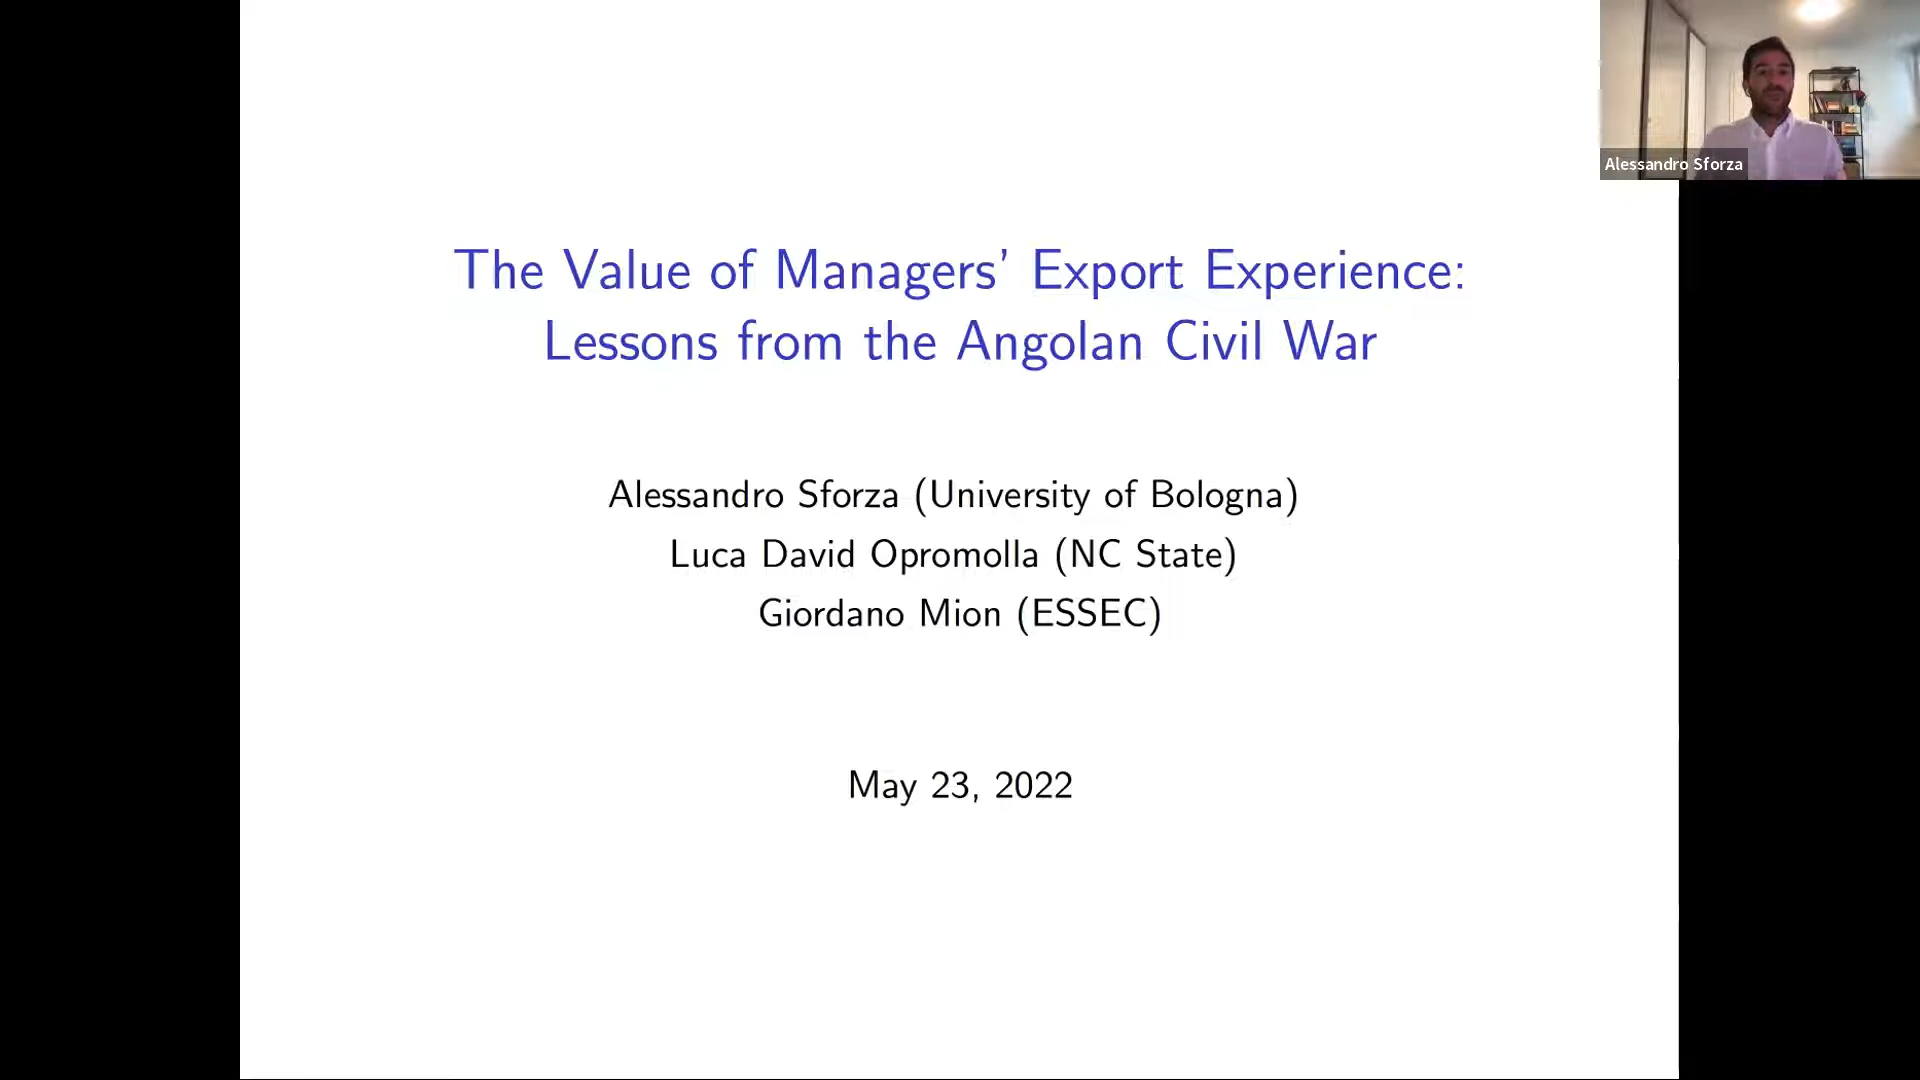 Alessandro Sforza
The Value of Managers’ Export Experience:
Lessons from the Angolan Civil War
Alessandro Sforza (University of Bologna)
Luca David Opromolla (NC State)
Giordano Mion (ESSEC)
May 23, 2022